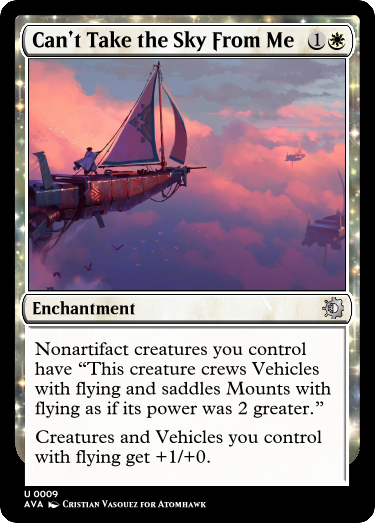 Can't Take the Sky From Me 1
Enchantment
Nonartifact creatures you control
have “This creature crews Vehicles
with flying and saddles Mounts with
flying as if its power was 2 greater.”
Creatures and Vehicles you control
with flying get +1/+0.
U 0009
AVA Cristian Vasquez for Atomhawk